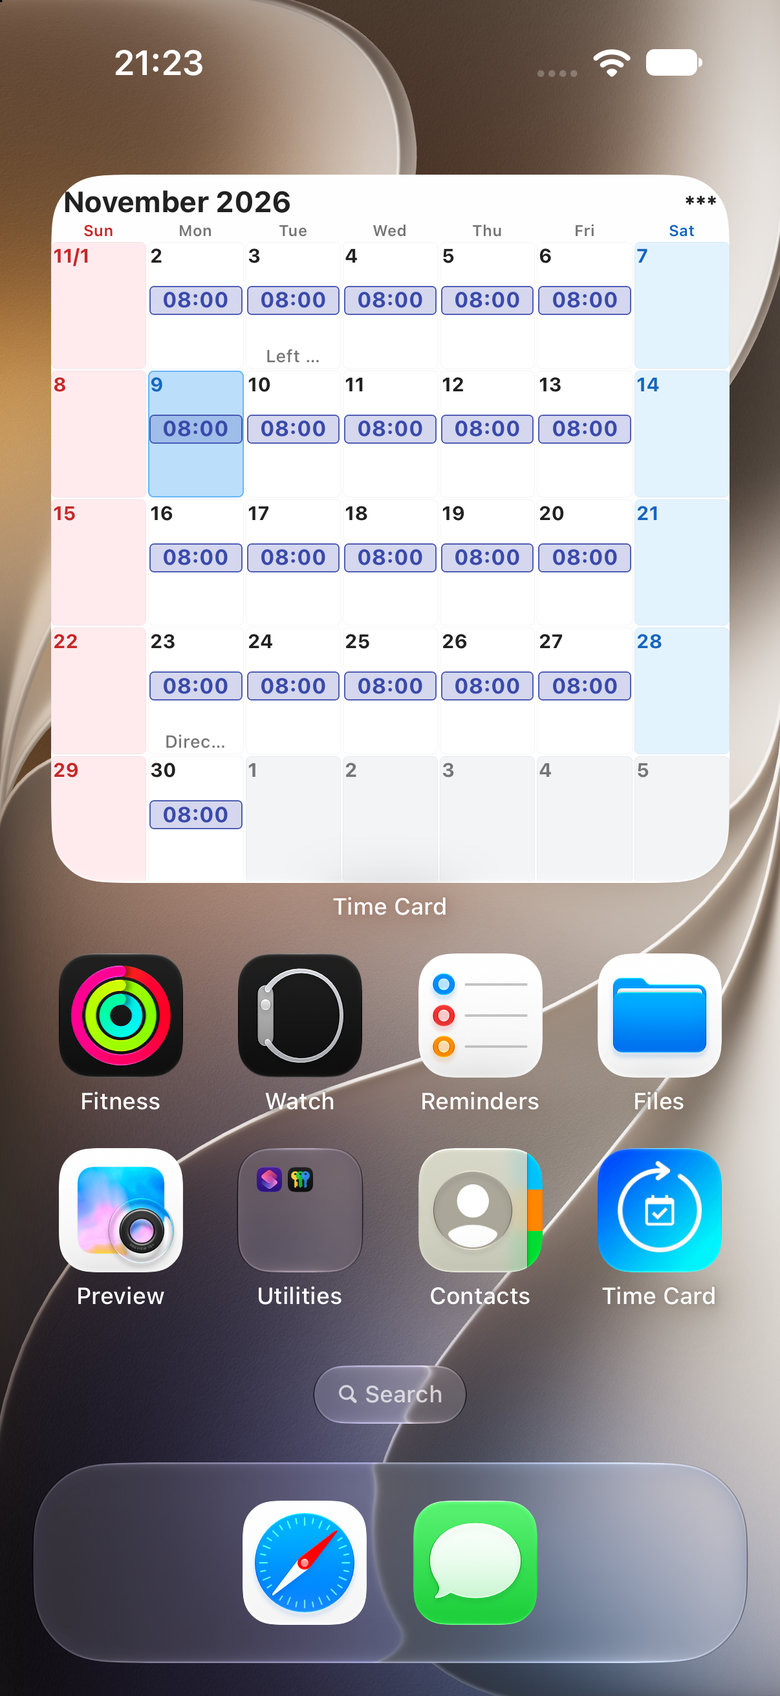 21:23
November 2026 ***
Sun Mon Tue Wed Thu Fri Sat
11/1 2 3 4 5 6 7
08:00 08:00 08:00 08:00 08:00
Left ...
8 9 10 11 12 13 14
08:00 08:00 08:00 08:00 08:00
15 16 17 18 19 20 21
08:00 08:00 08:00 08:00 08:00
22 23 24 25 26 27 28
08:00 08:00 08:00 08:00 08:00
Direc...
29 30 1 2 3 4 5
08:00
Time Card
Fitness Watch Reminders Files
Preview Utilities Contacts Time Card
Search